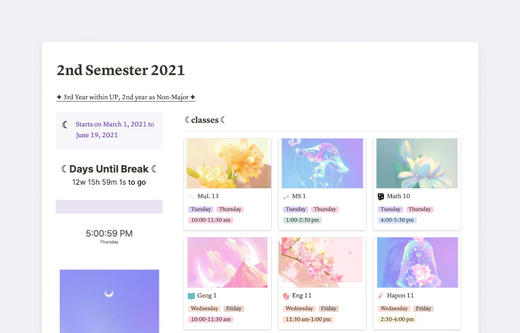 2nd Semester 2021
✦ 3rd Year within UP, 2nd year as Non-Major ✦
☾ Starts on March 1, 2021 to
June 19, 2021
☾Days Until Break☾
12w 15h 59m 1s to go
5:00:59 PM
Thursday
☾classes☾
MuL 13
Tuesday Thursday
10:00-11:30 am
MS 1
Tuesday Thursday
1:00-2:30 pm
Math 10
Tuesday Thursday
4:00-5:30 pm
Geog 1
Wednesday Friday
10:00-11:30 am
Eng 11
Wednesday Friday
11:30 am-1:00 pm
Hapon 11
Wednesday Friday
2:30-4:00 pm